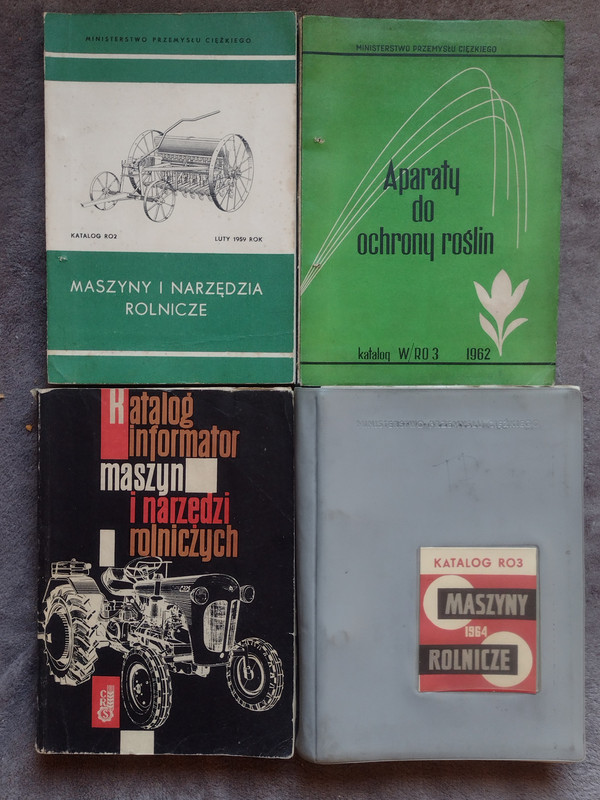 MINISTERSTWO PRZEMYSŁU CIĘŻKIEGO
KATALOG RO2
LUTY 1959 ROK
MASZYNY I NARZĘDZIA
ROLNICZE
MINISTERSTWO PRZEMYSŁU CIĘŻKIEGO
Aparaty
do
ochrony roślin
katalog W/RO 3 1962
Katalog
informator
maszyn
i narzędzi
rolniczych
CRS
KATALOG RO3
MASZYNY
1964
ROLNICZE